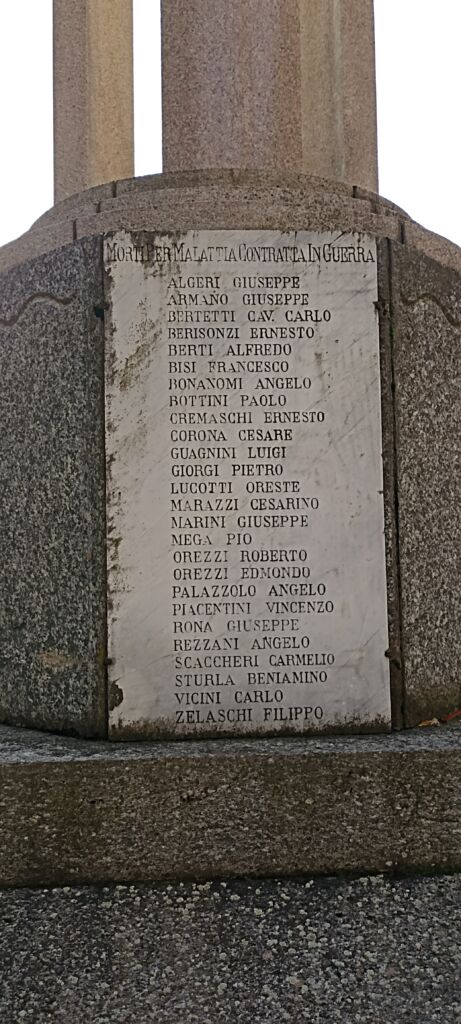 MORTI PER MALATTIA CONTRATTA IN GUERRA
ALGERI GIUSEPPE
ARMANO GIUSEPPE
BERTETTI CAV. CARLO
BERISONZI ERNESTO
BERTI ALFREDO
BISI FRANCESCO
BONANOMI ANGELO
BOTTINI PAOLO
CREMASCHI ERNESTO
CORONA CESARE
GUAGNINI LUIGI
GIORGI PIETRO
LUCOTTI ORESTE
MARAZZI CESARINO
MARINI GIUSEPPE
MEGA PIO
OREZZI ROBERTO
OREZZI EDMONDO
PALAZZOLO ANGELO
PIACENTINI VINCENZO
RONA GIUSEPPE
REZZANI ANGELO
SCACCHERI CARMELIO
STURLA BENIAMINO
VICINI CARLO
ZELASCHI FILIPPO